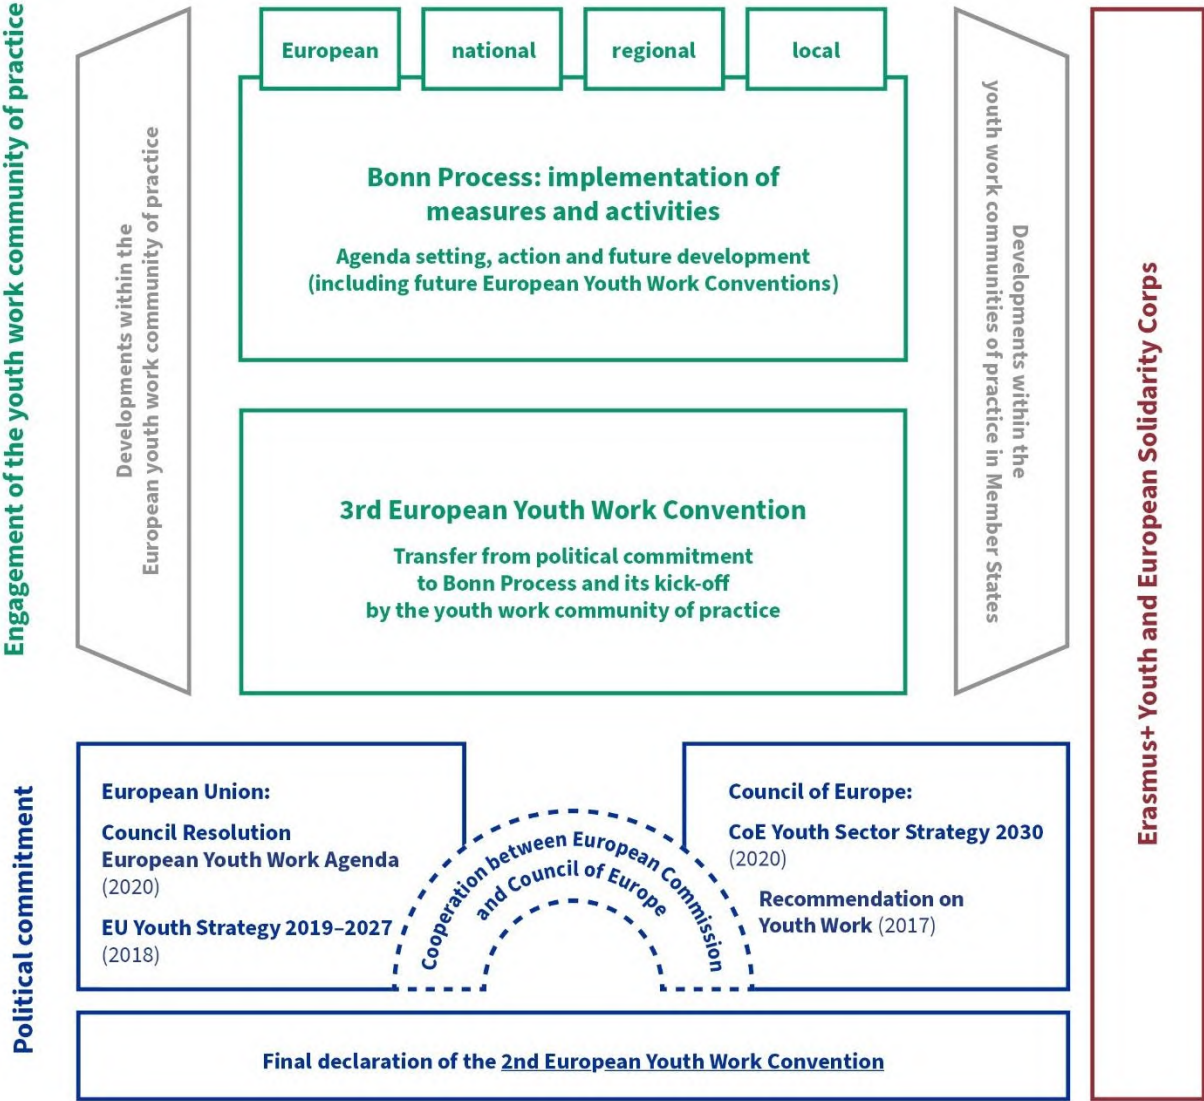 Engagement of the youth work community of practice
European
national
regional
local
Bonn Process: implementation of
measures and activities
Agenda setting, action and future development
(including future European Youth Work Conventions)
Developments within the
European youth work community of practice
Developments within the
youth work communities of practice in Member States
3rd European Youth Work Convention
Transfer from political commitment
to Bonn Process and its kick-off
by the youth work community of practice
Erasmus+ Youth and European Solidarity Corps
Political commitment
European Union:
Council Resolution
European Youth Work Agenda
(2020)
EU Youth Strategy 2019–2027
(2018)
Cooperation between European Commission
and Council of Europe
Council of Europe:
CoE Youth Sector Strategy 2030
(2020)
Recommendation on
Youth Work (2017)
Final declaration of the 2nd European Youth Work Convention